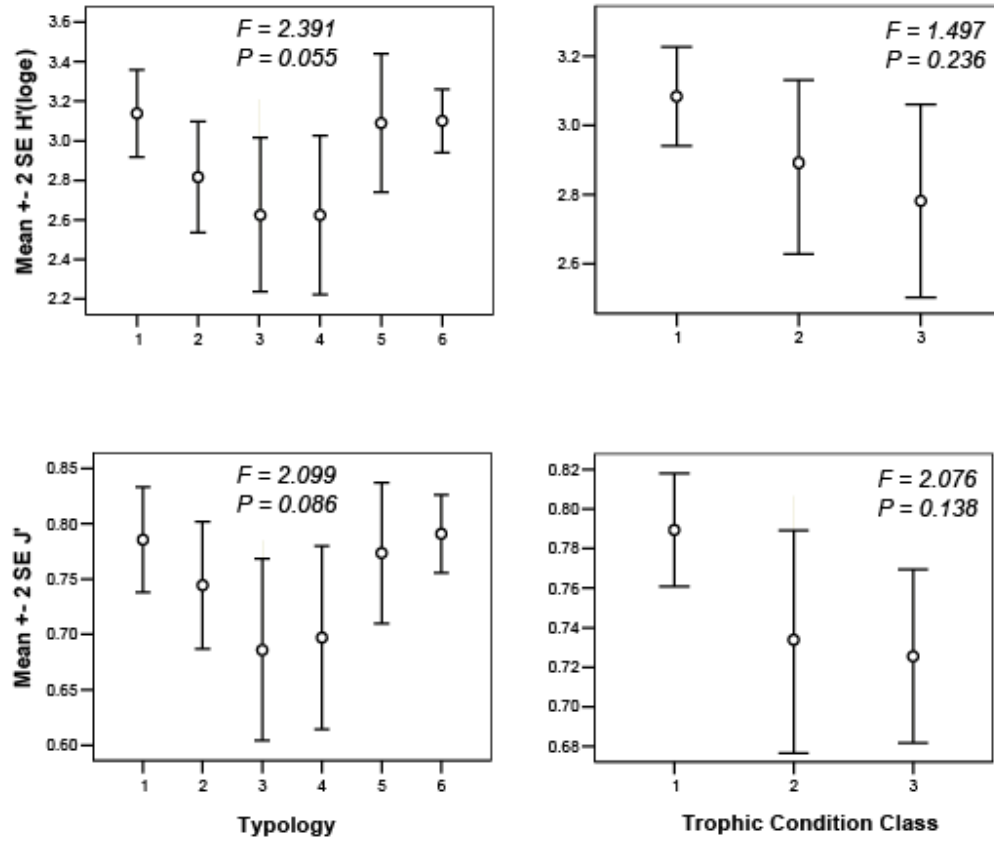 Mean +- 2 SE H'(loge)
3.6
3.4
3.2
3.0
2.8
2.6
2.4
2.2
F = 2.391
P = 0.055
1 2 3 4 5 6
3.2
3.0
2.8
2.6
F = 1.497
P = 0.236
1 2 3
Mean +- 2 SE J'
0.85
0.80
0.75
0.70
0.65
0.60
F = 2.099
P = 0.086
1 2 3 4 5 6
Typology
0.82
0.80
0.78
0.76
0.74
0.72
0.70
0.68
F = 2.076
P = 0.138
1 2 3
Trophic Condition Class